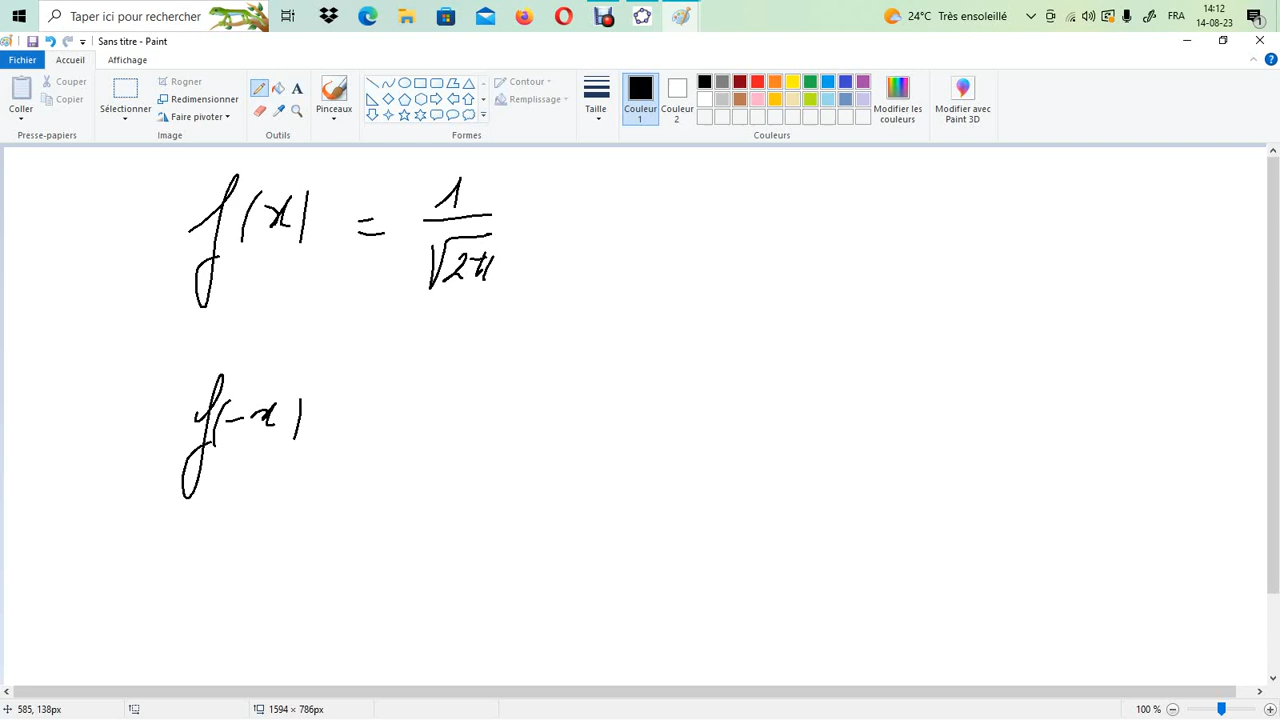 Taper ici pour rechercher
24°C Très ensoleillé
FRA
14:12
14-08-23
1
Sans titre - Paint
Fichier
Accueil
Affichage
Coller
Couper
Copier
Presse-papiers
Sélectionner
Rogner
Redimensionner
Faire pivoter
Image
A
Outils
Pinceaux
Contour
Remplissage
Formes
Taille
Couleur 1
Couleur 2
Modifier les couleurs
Couleurs
Modifier avec Paint 3D
f(x) = 1/√2π
f(-x)
585, 138px
1594 × 786px
100 %